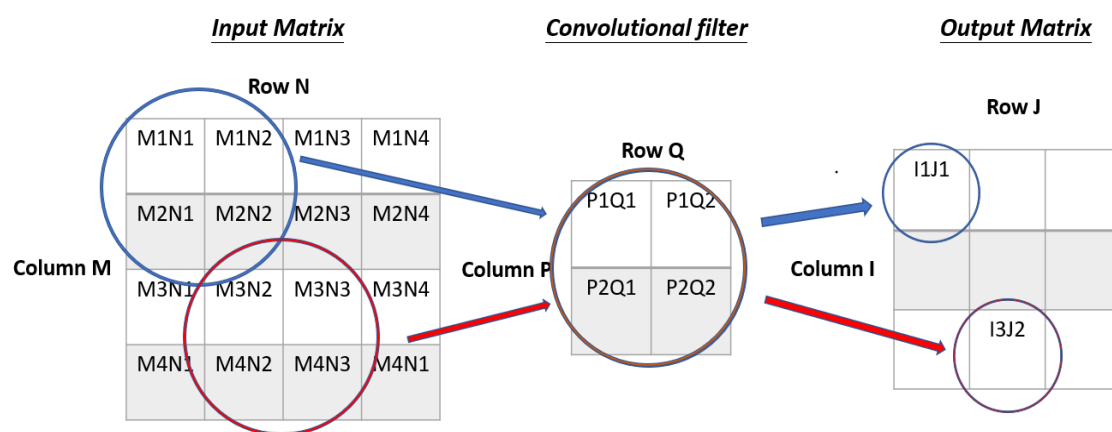 Input Matrix Convolutional filter Output Matrix
Row N
Row J
M1N1 M1N2 M1N3 M1N4
Row Q
I1J1
P1Q1 P1Q2
M2N1 M2N2 M2N3 M2N4
Column M
Column P
Column I
M3N1 M3N2 M3N3 M3N4
P2Q1 P2Q2
I3J2
M4N1 M4N2 M4N3 M4N1